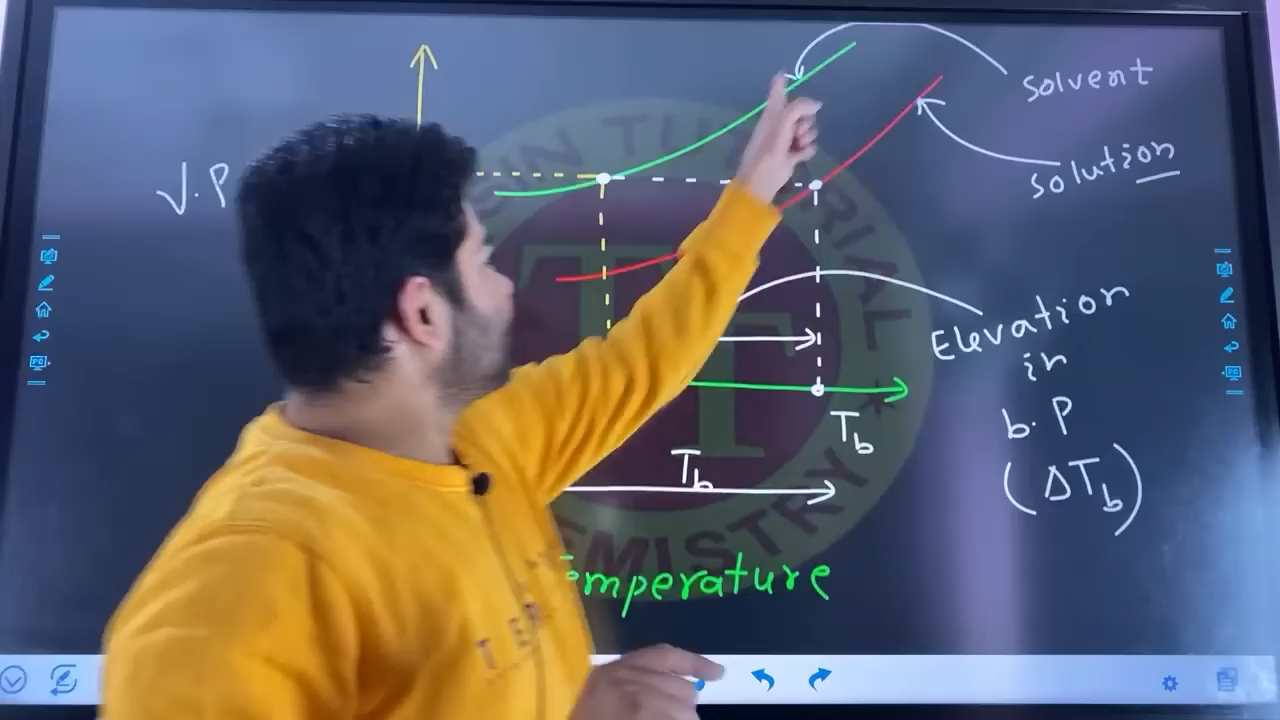 solvent
solution
V.P
Elevation
in
b.P
(ΔTb)
Tb
Tb
emperature